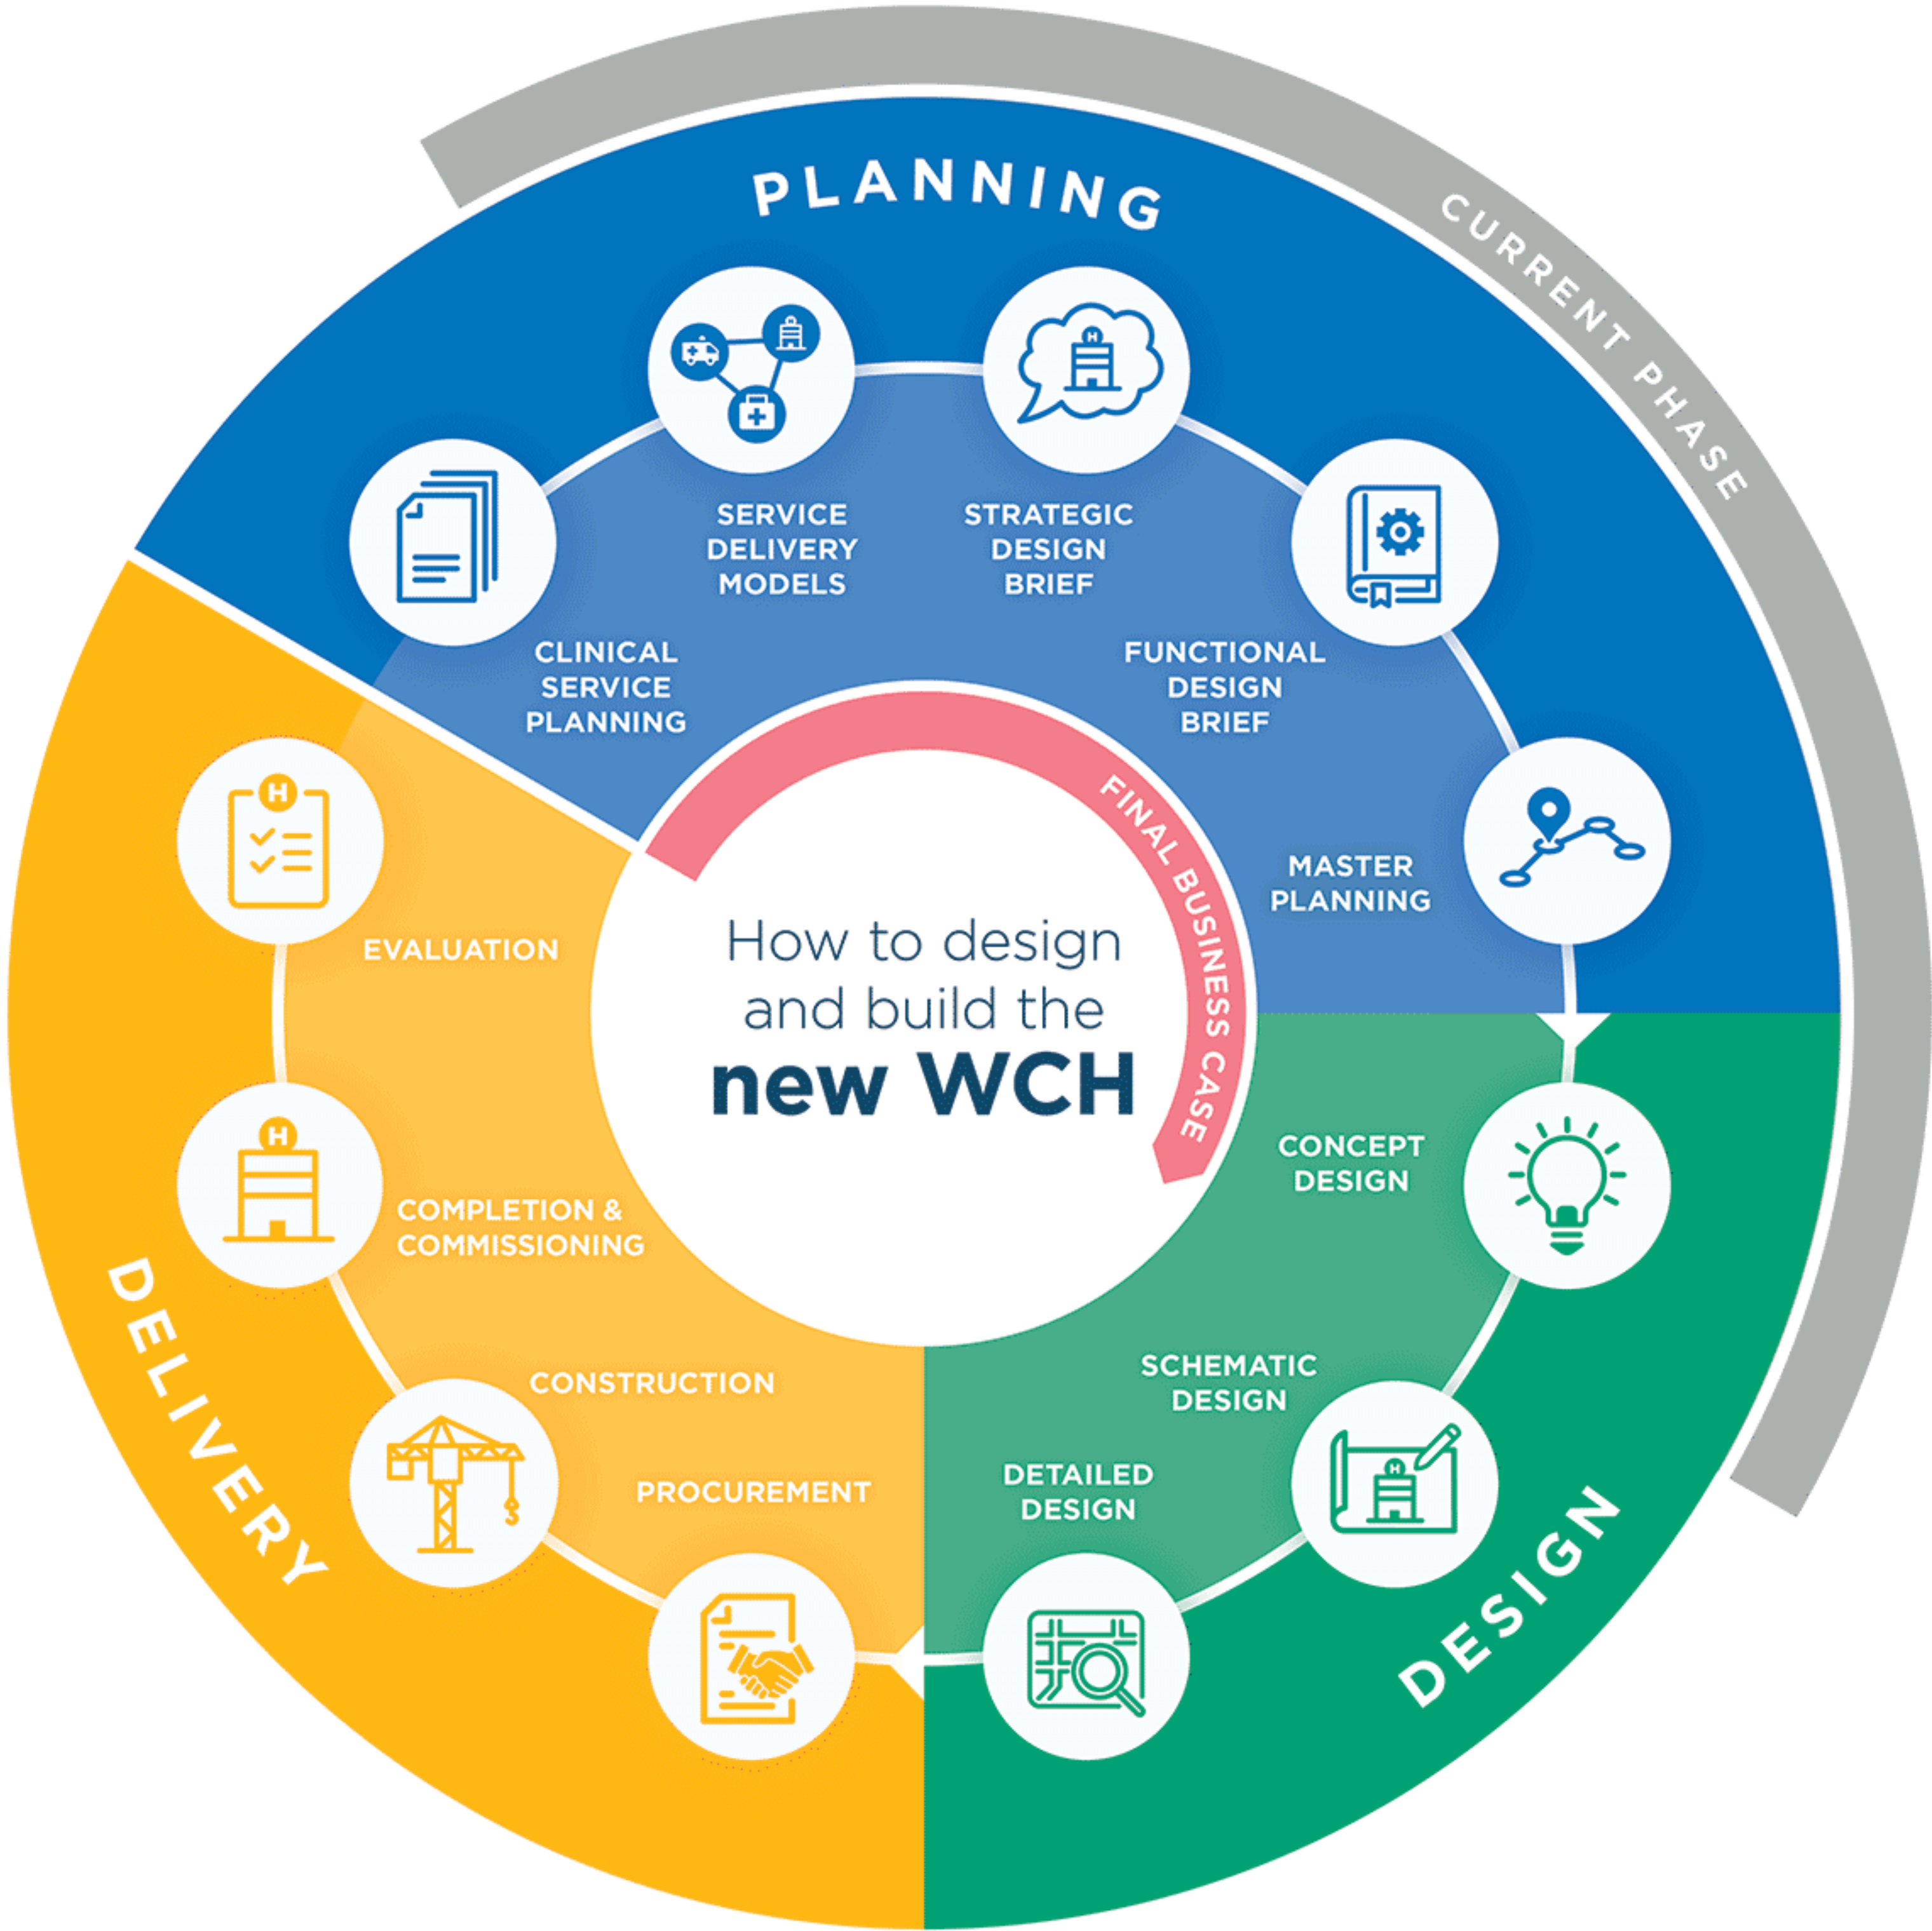 PLANNING
CURRENT PHASE
SERVICE
DELIVERY
MODELS
STRATEGIC
DESIGN
BRIEF
H
CLINICAL
SERVICE
PLANNING
FUNCTIONAL
DESIGN
BRIEF
MASTER
PLANNING
FINAL BUSINESS CASE
How to design
and build the
new WCH
CONCEPT
DESIGN
SCHEMATIC
DESIGN
H
DETAILED
DESIGN
DESIGN
PROCUREMENT
CONSTRUCTION
COMPLETION &
COMMISSIONING
H
EVALUATION
H
DELIVERY